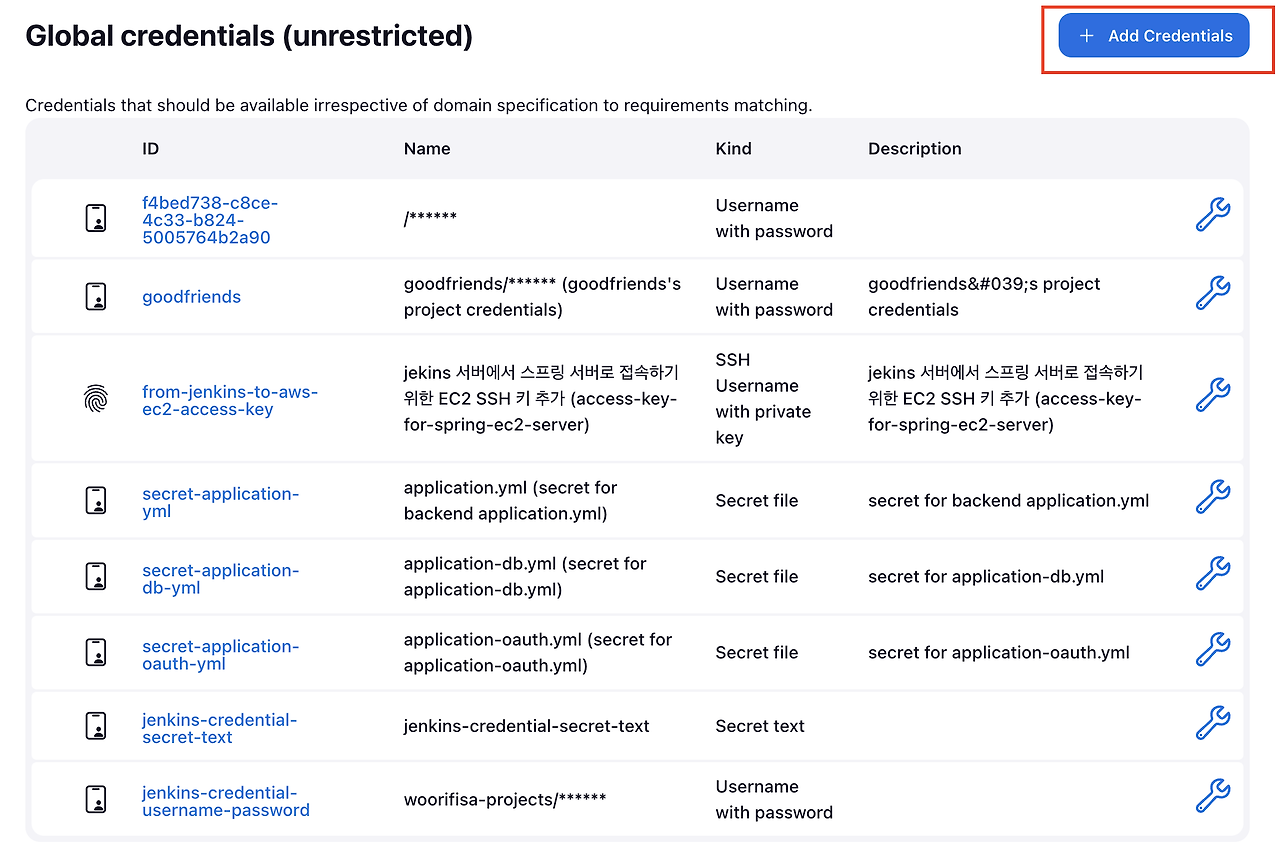 Global credentials (unrestricted)
+ Add Credentials
Credentials that should be available irrespective of domain specification to requirements matching.
ID Name Kind Description
f4bed738-c8ce-
4c33-b824-
5005764b2a90
/******
Username
with password
goodfriends
goodfriends/****** (goodfriends's
project credentials)
Username
with password
goodfriends&#039;s project
credentials
from-jenkins-to-aws-
ec2-access-key
jekins 서버에서 스프링 서버로 접속하기
위한 EC2 SSH 키 추가 (access-key-
for-spring-ec2-server)
SSH
Username
with private
key
jekins 서버에서 스프링 서버로 접속하기
위한 EC2 SSH 키 추가 (access-key-
for-spring-ec2-server)
secret-application-
yml
application.yml (secret for
backend application.yml)
Secret file
secret for backend application.yml
secret-application-
db-yml
application-db.yml (secret for
application-db.yml)
Secret file
secret for application-db.yml
secret-application-
oauth-yml
application-oauth.yml (secret for
application-oauth.yml)
Secret file
secret for application-oauth.yml
jenkins-credential-
secret-text
jenkins-credential-secret-text
Secret text
jenkins-credential-
username-password
woorifisa-projects/******
Username
with password